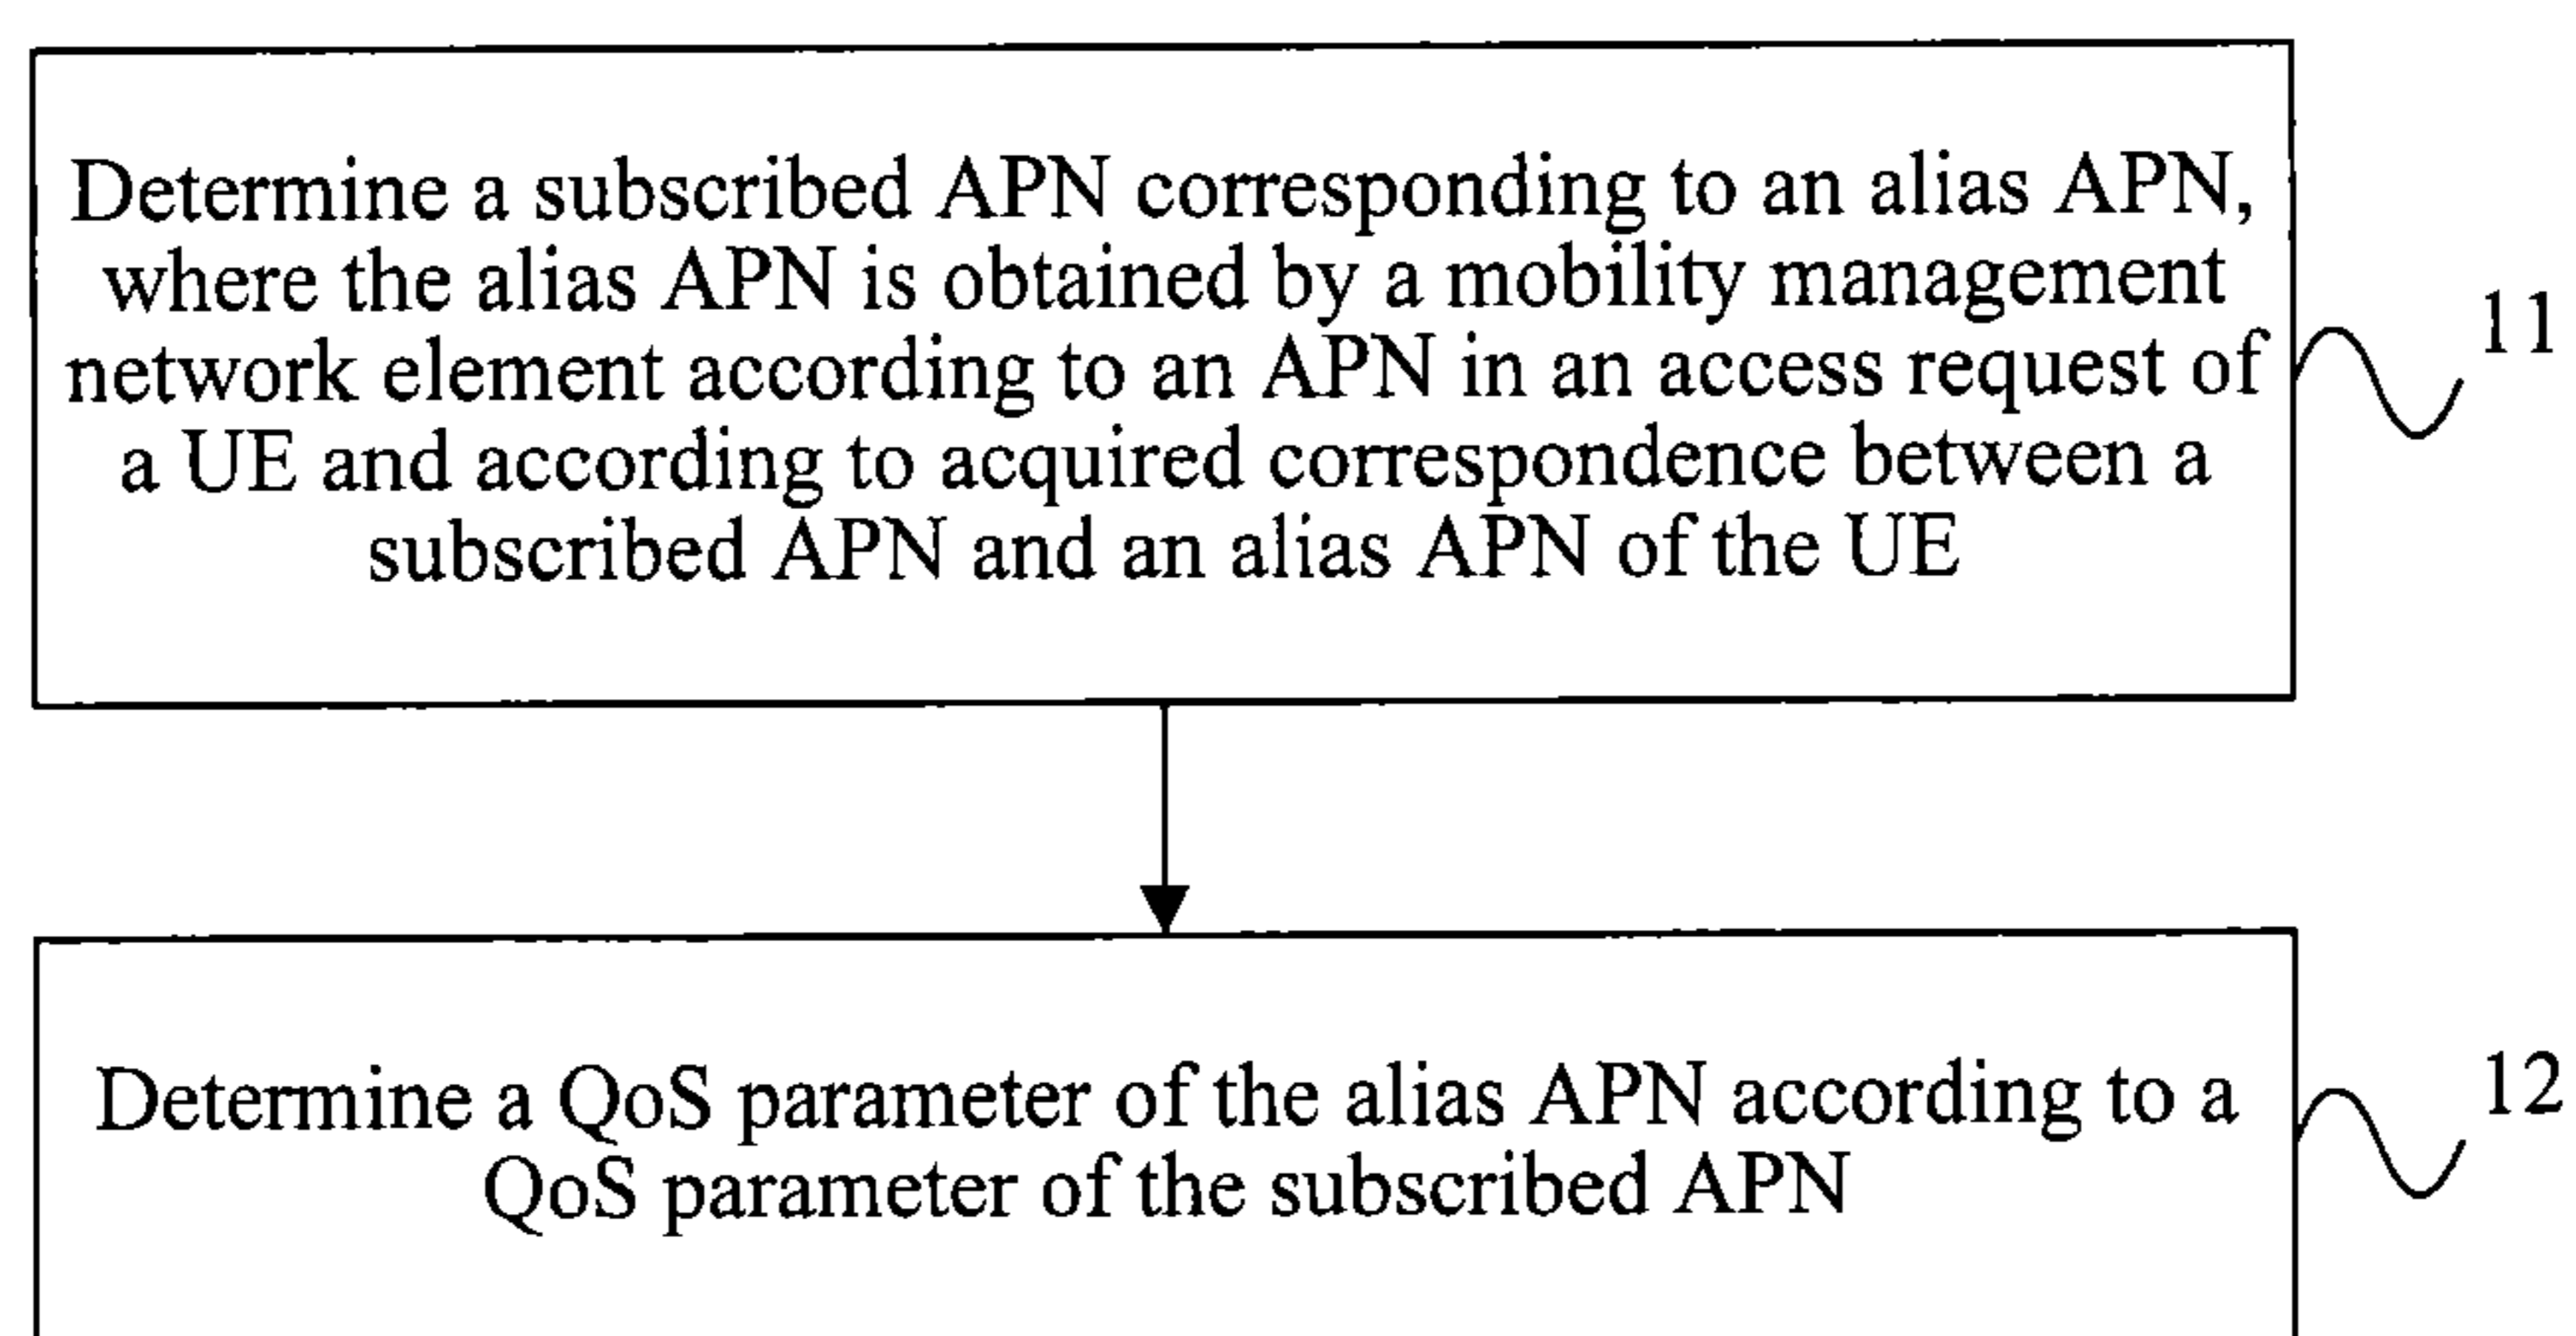 Determine a subscribed APN corresponding to an alias APN,
where the alias APN is obtained by a mobility management
network element according to an APN in an access request of
a UE and according to acquired correspondence between a
subscribed APN and an alias APN of the UE
11
Determine a QoS parameter of the alias APN according to a
QoS parameter of the subscribed APN
12